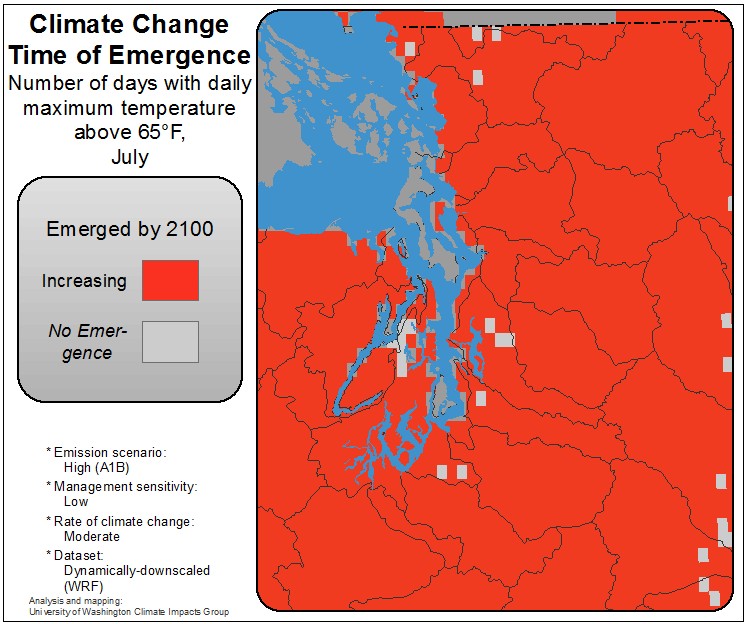 Climate Change
Time of Emergence
Number of days with daily
maximum temperature
above 65°F,
July
Emerged by 2100
Increasing
No Emer-
gence
* Emission scenario:
High (A1B)
* Management sensitivity:
Low
* Rate of climate change:
Moderate
* Dataset:
Dynamically-downscaled
(WRF)
Analysis and mapping:
University of Washington Climate Impacts Group